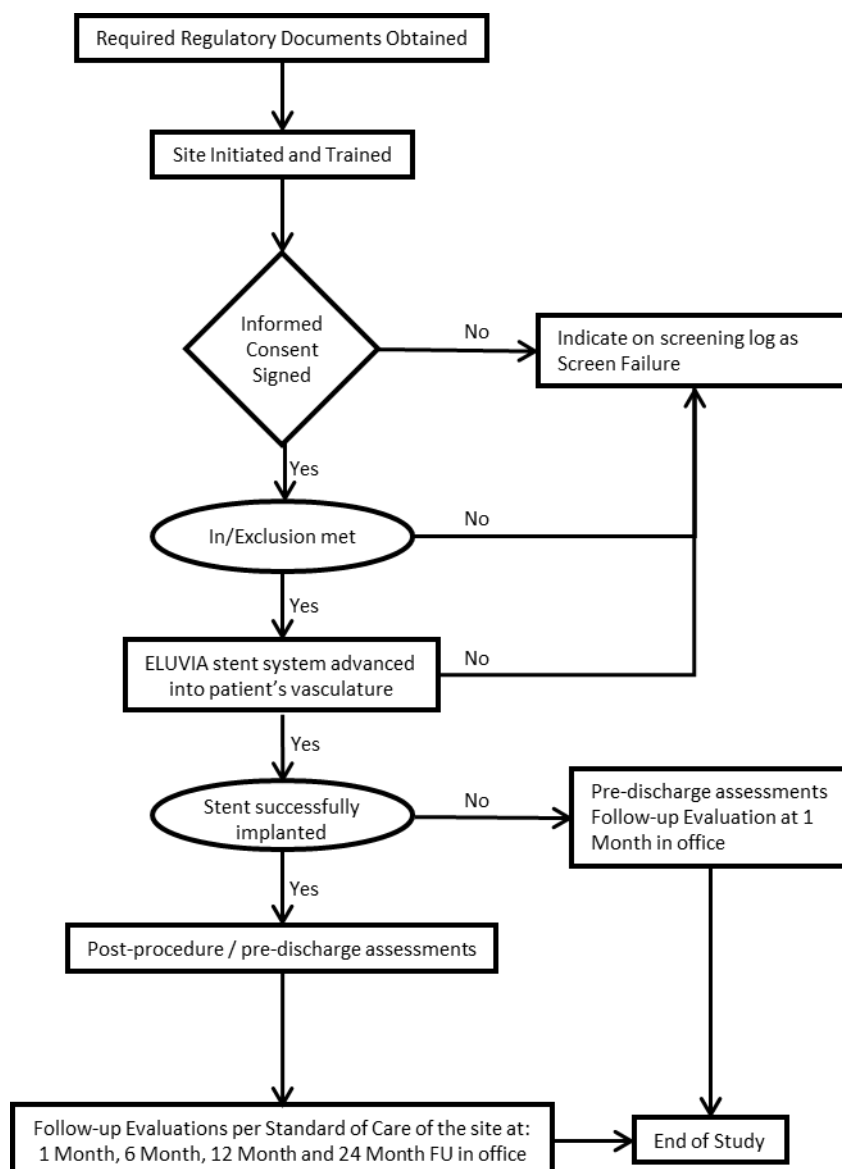 Required Regulatory Documents Obtained
Site Initiated and Trained
Informed
Consent
Signed
No
Indicate on screening log as
Screen Failure
Yes
In/Exclusion met
No
Yes
ELUVIA stent system advanced
into patient's vasculature
No
Yes
Stent successfully
implanted
No
Pre-discharge assessments
Follow-up Evaluation at 1
Month in office
Yes
Post-procedure / pre-discharge assessments
Follow-up Evaluations per Standard of Care of the site at:
1 Month, 6 Month, 12 Month and 24 Month FU in office
End of Study